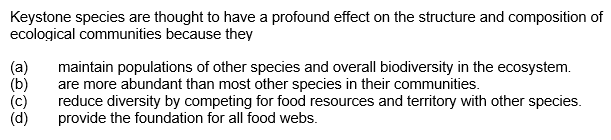 Keystone species are thought to have a profound effect on the structure and composition of
ecological communities because they
(a) maintain populations of other species and overall biodiversity in the ecosystem.
(b) are more abundant than most other species in their communities.
(c) reduce diversity by competing for food resources and territory with other species.
(d) provide the foundation for all food webs.